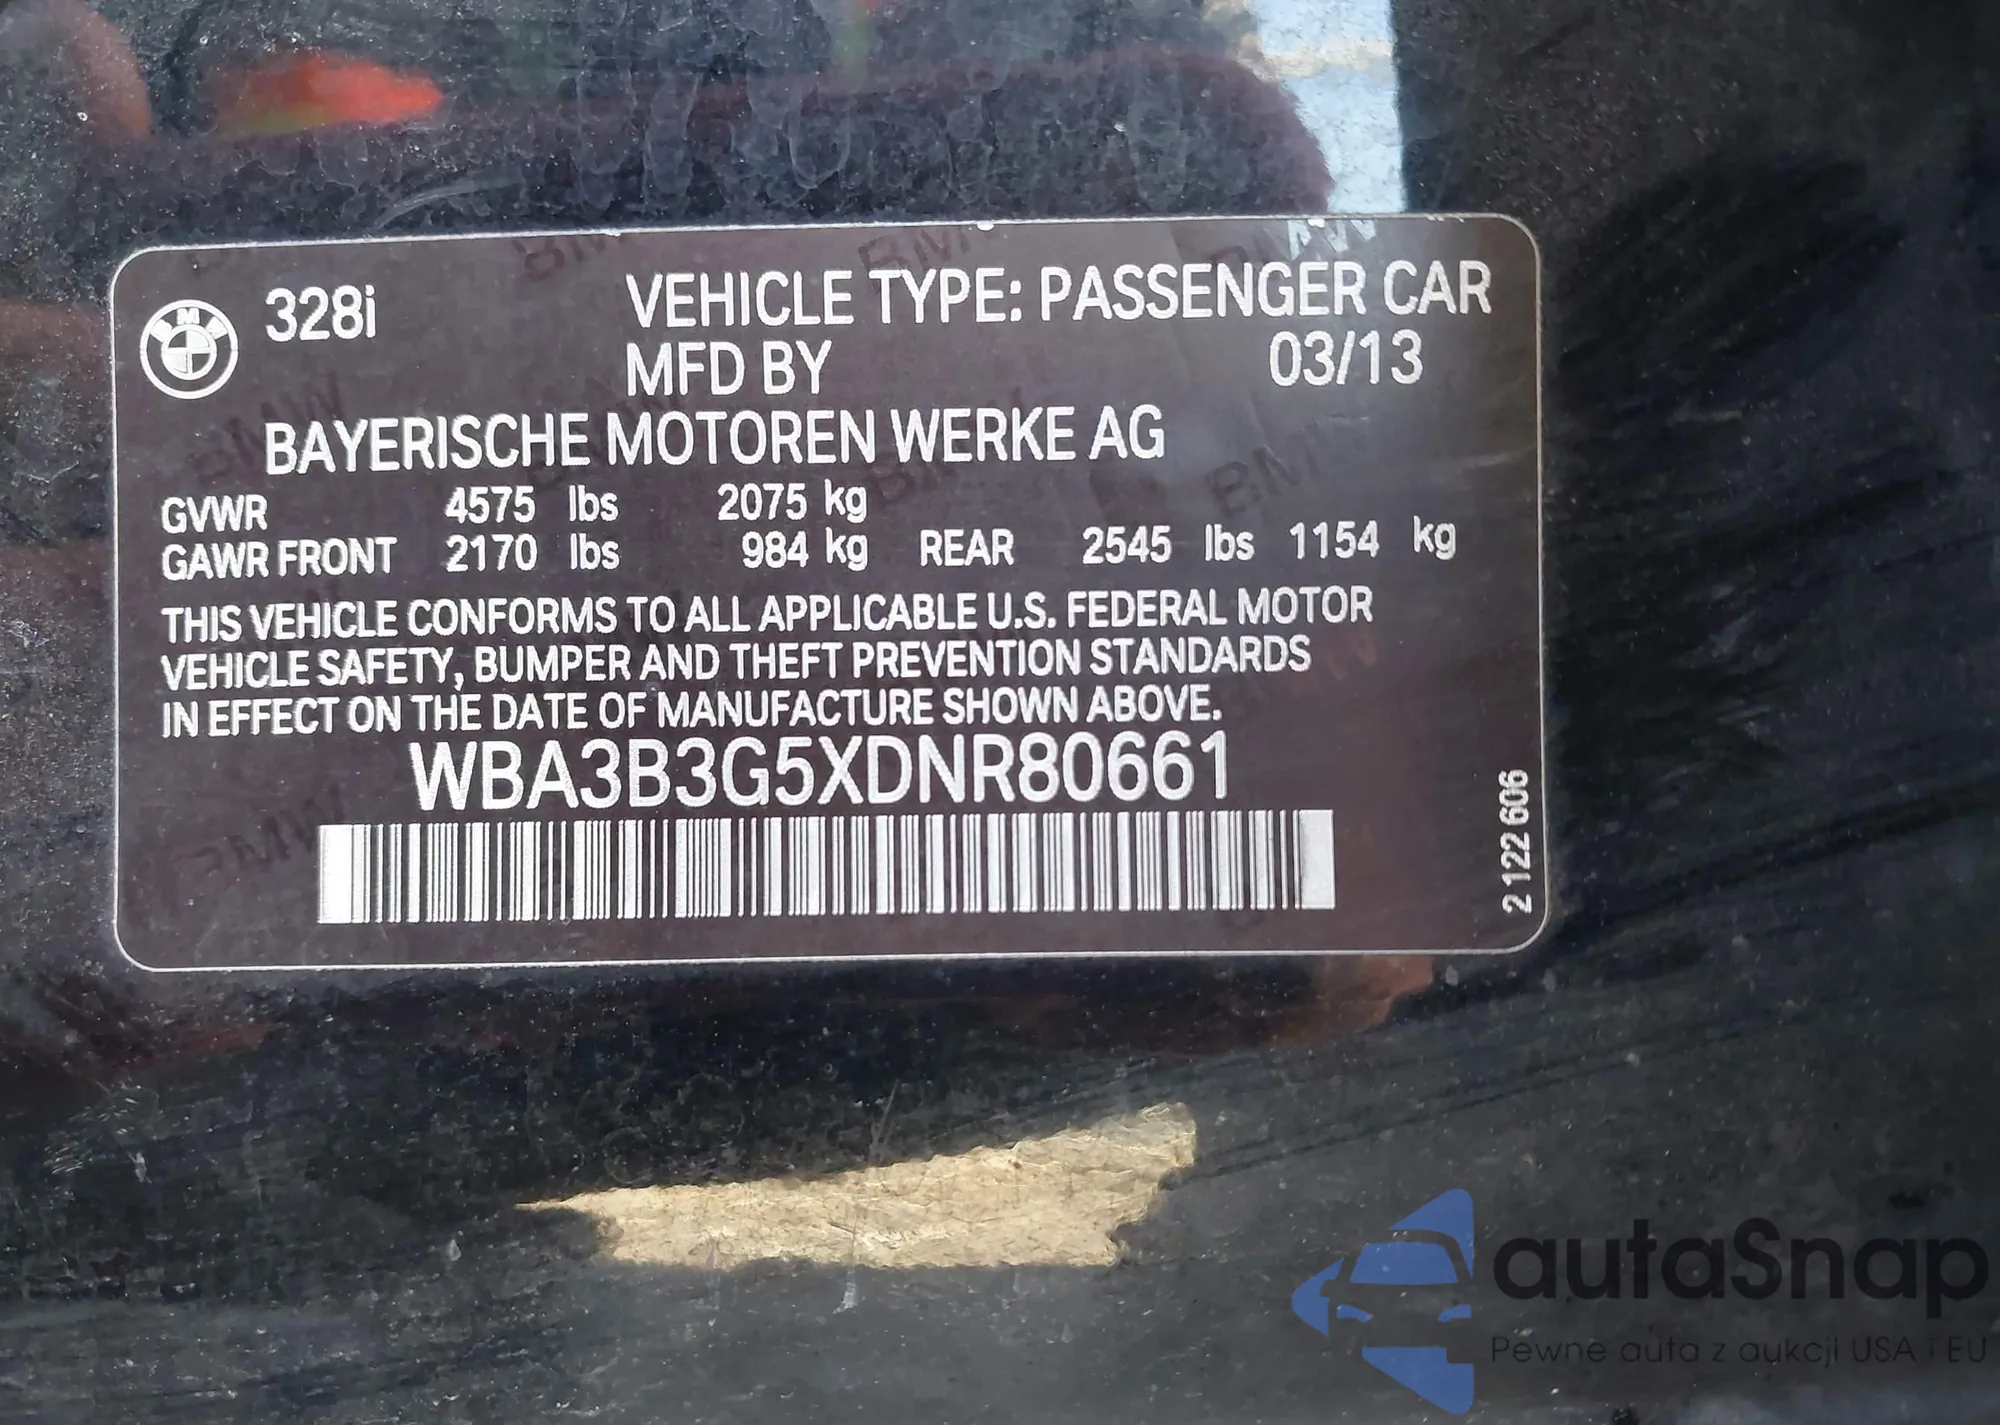 328i VEHICLE TYPE: PASSENGER CAR
MFD BY 03/13
BAYERISCHE MOTOREN WERKE AG
GVWR 4575 lbs 2075 kg
GAWR FRONT 2170 lbs 984 kg REAR 2545 lbs 1154 kg
THIS VEHICLE CONFORMS TO ALL APPLICABLE U.S. FEDERAL MOTOR
VEHICLE SAFETY, BUMPER AND THEFT PREVENTION STANDARDS
IN EFFECT ON THE DATE OF MANUFACTURE SHOWN ABOVE.
WBA3B3G5XDNR80661
2 122 606
autaSnap
Pewne auta z aukcji USA i EU